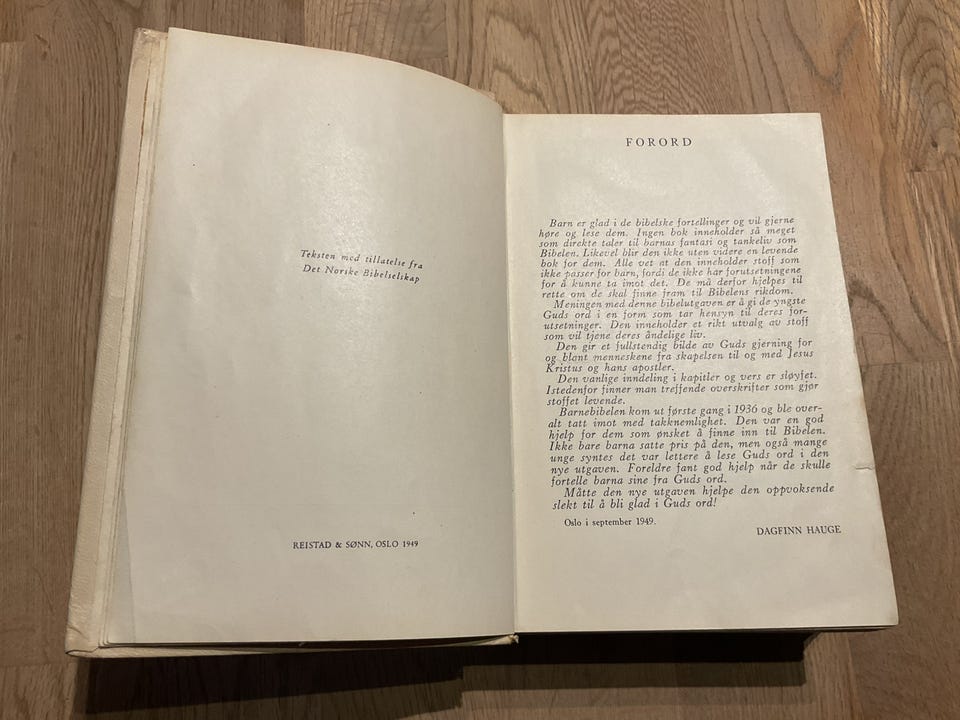 Teksten med tillatelse fra
Det Norske Bibelselskap
REISTAD & SØNN, OSLO 1949
FORORD
Barn er glad i de bibelske fortellinger og vil gjerne
høre og lese dem. Ingen bok inneholder så meget
som direkte taler til barnas fantasi og tankeliv som
Bibelen. Likevel blir den ikke uten videre en levende
bok for dem. Alle vet at den inneholder stoff som
ikke passer for barn, fordi de ikke har forutsetningene
for å kunne ta imot det. De må derfor hjelpes til
rette om de skal finne fram til Bibelens rikdom.
Meningen med denne bibelutgaven er å gi de yngste
Guds ord i en form som tar hensyn til deres for-
utsetninger. Den inneholder et rikt utvalg av stoff
som vil tjene deres åndelige liv.
Den gir et fullstendig bilde av Guds gjerning for
og blant menneskene fra skapelsen til og med Jesus
Kristus og hans apostler.
Den vanlige inndeling i kapitler og vers er sløyfet.
Istedenfor finner man treffende overskrifter som gjør
stoffet levende.
Barnebibelen kom ut første gang i 1936 og ble over-
alt tatt imot med takknemlighet. Den var en god
hjelp for dem som ønsket å finne inn til Bibelen.
Ikke bare barna satte pris på den, men også mange
unge syntes det var lettere å lese Guds ord i den
nye utgaven. Foreldre fant god hjelp når de skulle
fortelle barna sine fra Guds ord.
Måtte den nye utgaven hjelpe den oppvoksende
slekt til å bli glad i Guds ord!
Oslo i september 1949.
DAGFINN HAUGE